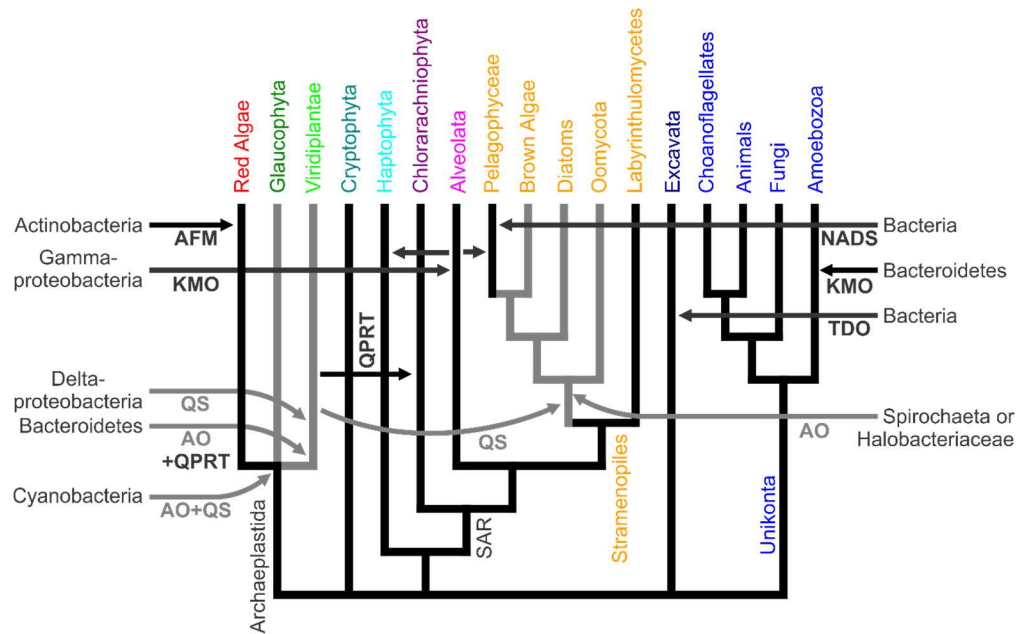 Red Algae
Glaucophyta
Viridiplantae
Cryptophyta
Haptophyta
Chlorarachniophyta
Alveolata
Pelagophyceae
Brown Algae
Diatoms
Oomycota
Labyrinthulomycetes
Excavata
Choanoflagellates
Animals
Fungi
Amoebozoa
Actinobacteria
AFM
Gamma-
proteobacteria
KMO
Bacteria
NADS
Bacteroidetes
KMO
Bacteria
TDO
QPRT
Delta-
proteobacteria
QS
Bacteroidetes
AO
+QPRT
Cyanobacteria
AO+QS
QS
Spirochaeta or
Halobacteriaceae
AO
Archaeplastida
SAR
Stramenopiles
Unikonta